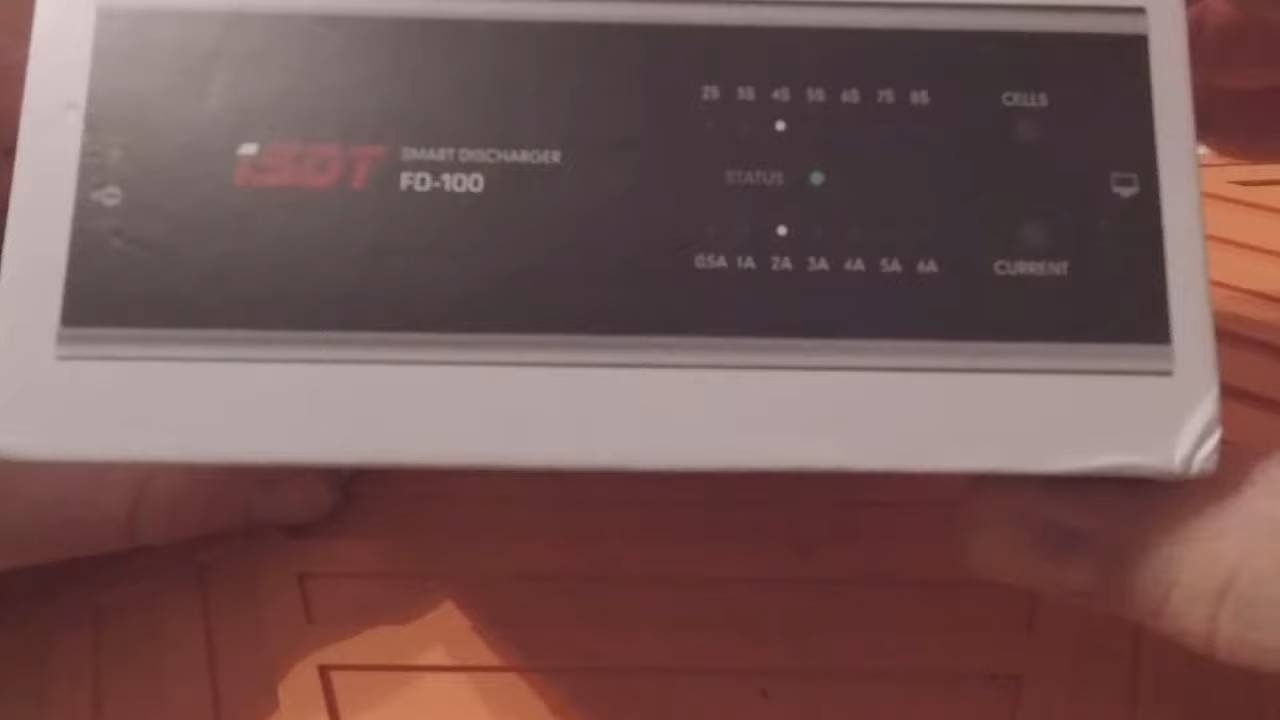 iSDT SMART DISCHARGER
FD-100
2S 3S 4S 5S 6S 7S 8S
CELLS
STATUS
0.5A 1A 2A 3A 4A 5A 6A
CURRENT